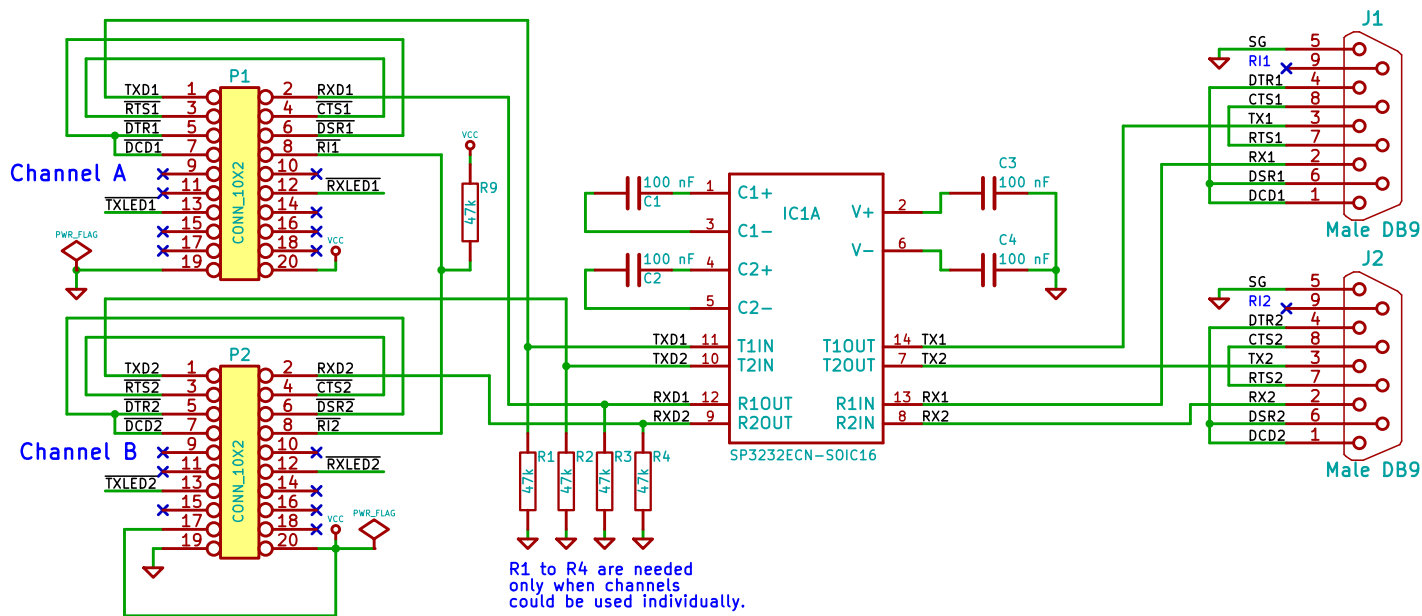 P1
TXD1 1 2 RXD1
RTS1 3 4 CTS1
DTR1 5 6 DSR1
DCD1 7 8 RI1
Channel A
9 10
11 12 RXLED1
TXLED1 13 14
15 16
17 18
19 20
CONN_10X2
PWR_FLAG
VCC
VCC
R9
47k
P2
TXD2 1 2 RXD2
RTS2 3 4 CTS2
DTR2 5 6 DSR2
DCD2 7 8 RI2
Channel B
9 10
11 12 RXLED2
TXLED2 13 14
15 16
17 18
19 20
CONN_10X2
VCC
PWR_FLAG
100 nF
C1
100 nF
C2
IC1A
1 C1+
3 C1-
4 C2+
5 C2-
TXD1 11 T1IN
TXD2 10 T2IN
RXD1 12 R1OUT
RXD2 9 R2OUT
V+ 2
V- 6
T1OUT 14 TX1
T2OUT 7 TX2
R1IN 13 RX1
R2IN 8 RX2
SP3232ECN-SOIC16
C3
100 nF
C4
100 nF
R1
47k
R2
47k
R3
47k
R4
47k
R1 to R4 are needed
only when channels
could be used individually.
J1
SG 5
RI1 9
DTR1 4
CTS1 8
TX1 3
RTS1 7
RX1 2
DSR1 6
DCD1 1
Male DB9
J2
SG 5
RI2 9
DTR2 4
CTS2 8
TX2 3
RTS2 7
RX2 2
DSR2 6
DCD2 1
Male DB9